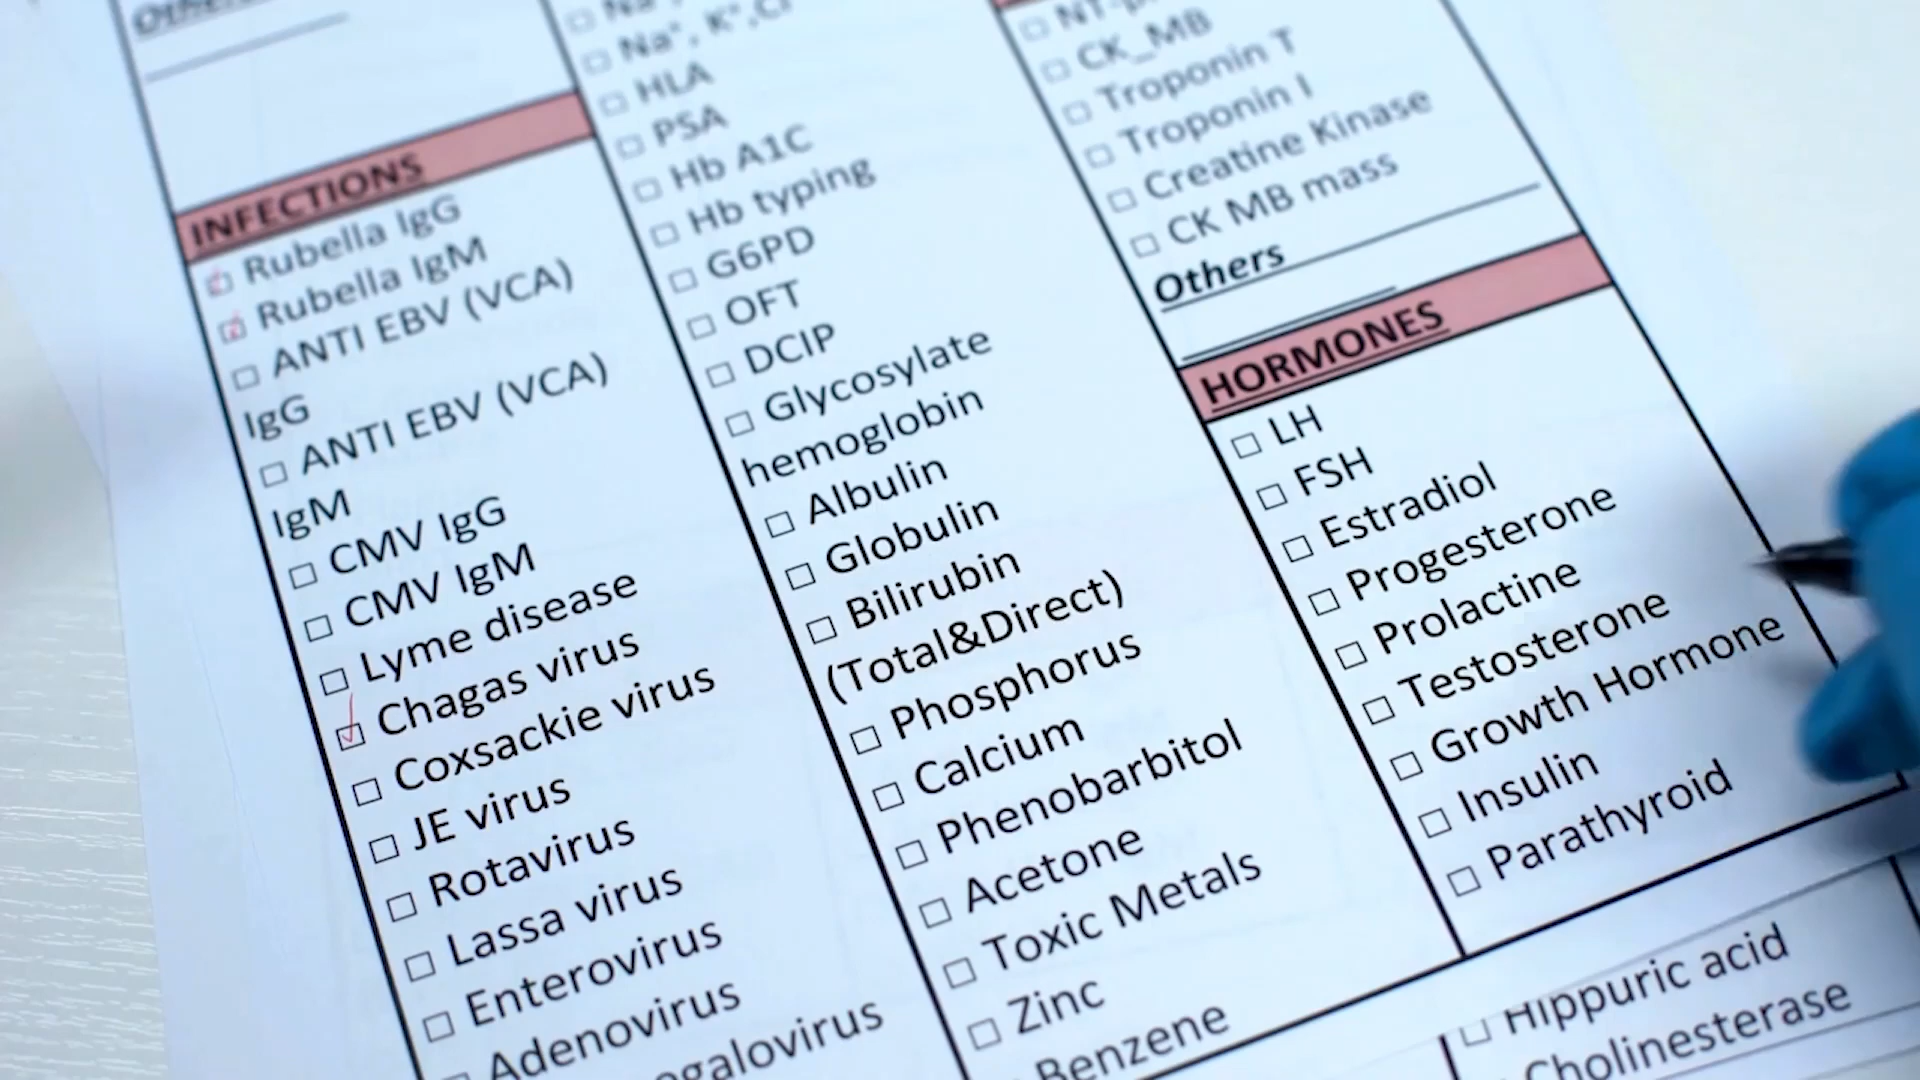 INFECTIONS
Rubella IgG
Rubella IgM
ANTI EBV (VCA)
IgG
ANTI EBV (VCA)
IgM
CMV IgG
CMV IgM
Lyme disease
Chagas virus
Coxsackie virus
JE virus
Rotavirus
Lassa virus
Enterovirus
Adenovirus
egalovirus
Na⁺, K⁺,Cl
HLA
PSA
Hb A1C
Hb typing
G6PD
OFT
DCIP
Glycosylate
hemoglobin
Albulin
Globulin
Bilirubin
(Total&Direct)
Phosphorus
Calcium
Phenobarbitol
Acetone
Toxic Metals
Zinc
Benzene
CK_MB
Troponin T
Troponin I
Creatine Kinase
CK MB mass
Others
HORMONES
LH
FSH
Estradiol
Progesterone
Prolactine
Testosterone
Growth Hormone
Insulin
Parathyroid
Hippuric acid
Cholinesterase